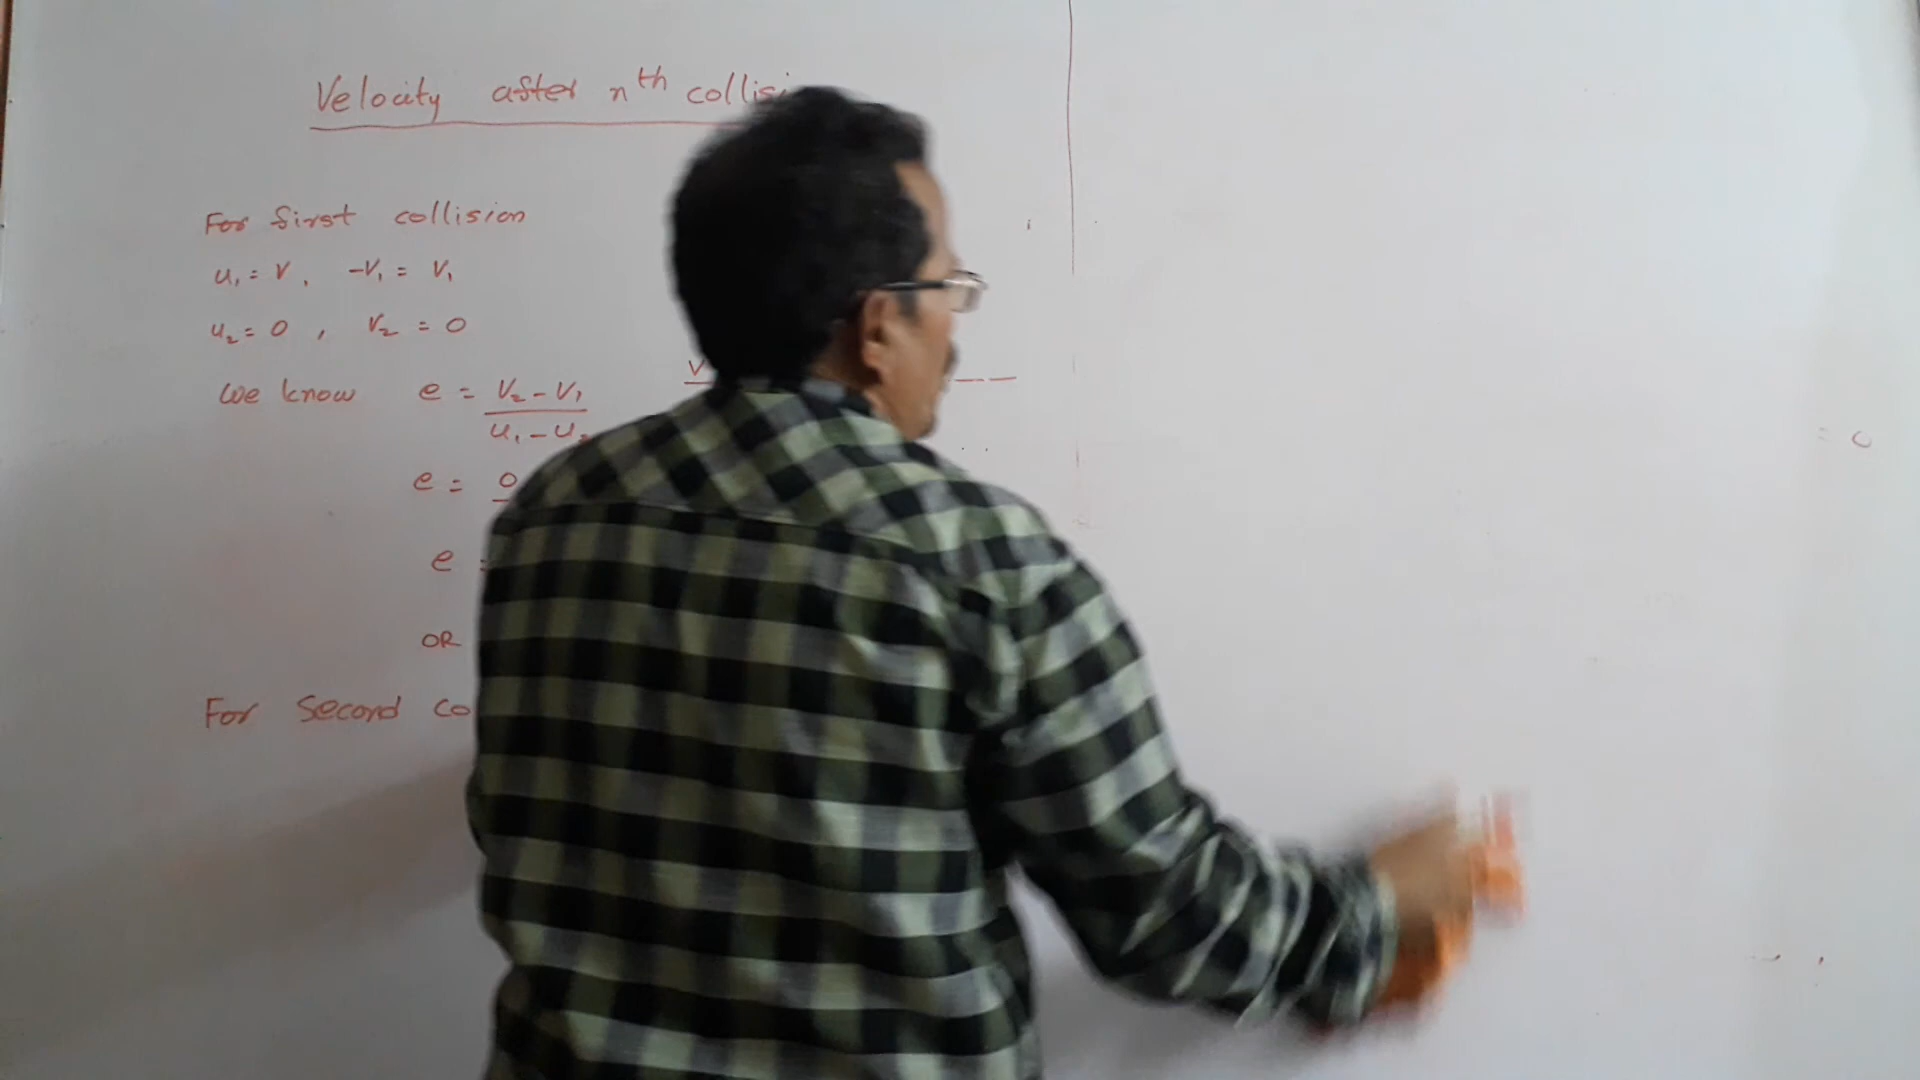 Velocity after nth collisi
For first collision
u₁ = V, -V₁ = V₁
u₂ = 0, V₂ = 0
We know e = V₂ - V₁ / u₁ - u₂
e = 0
e =
OR
For Second co
V
= 0